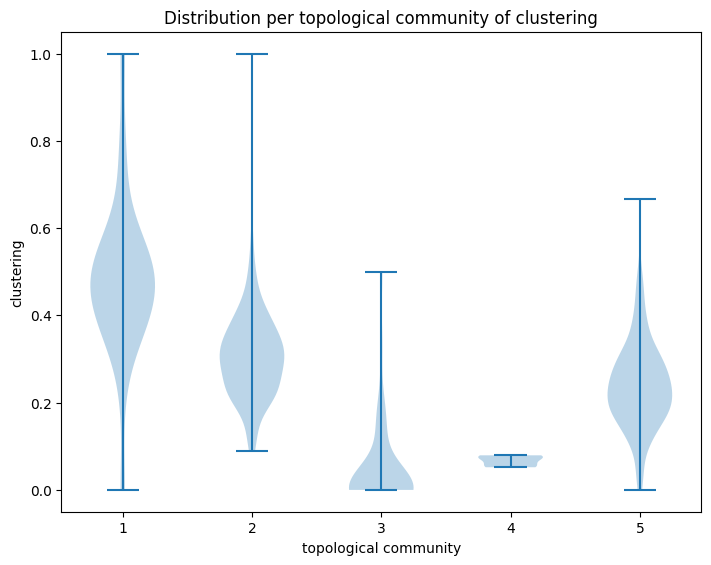 Distribution per topological community of clustering
1.0
0.8
0.6
0.4
0.2
0.0
clustering
1 2 3 4 5
topological community